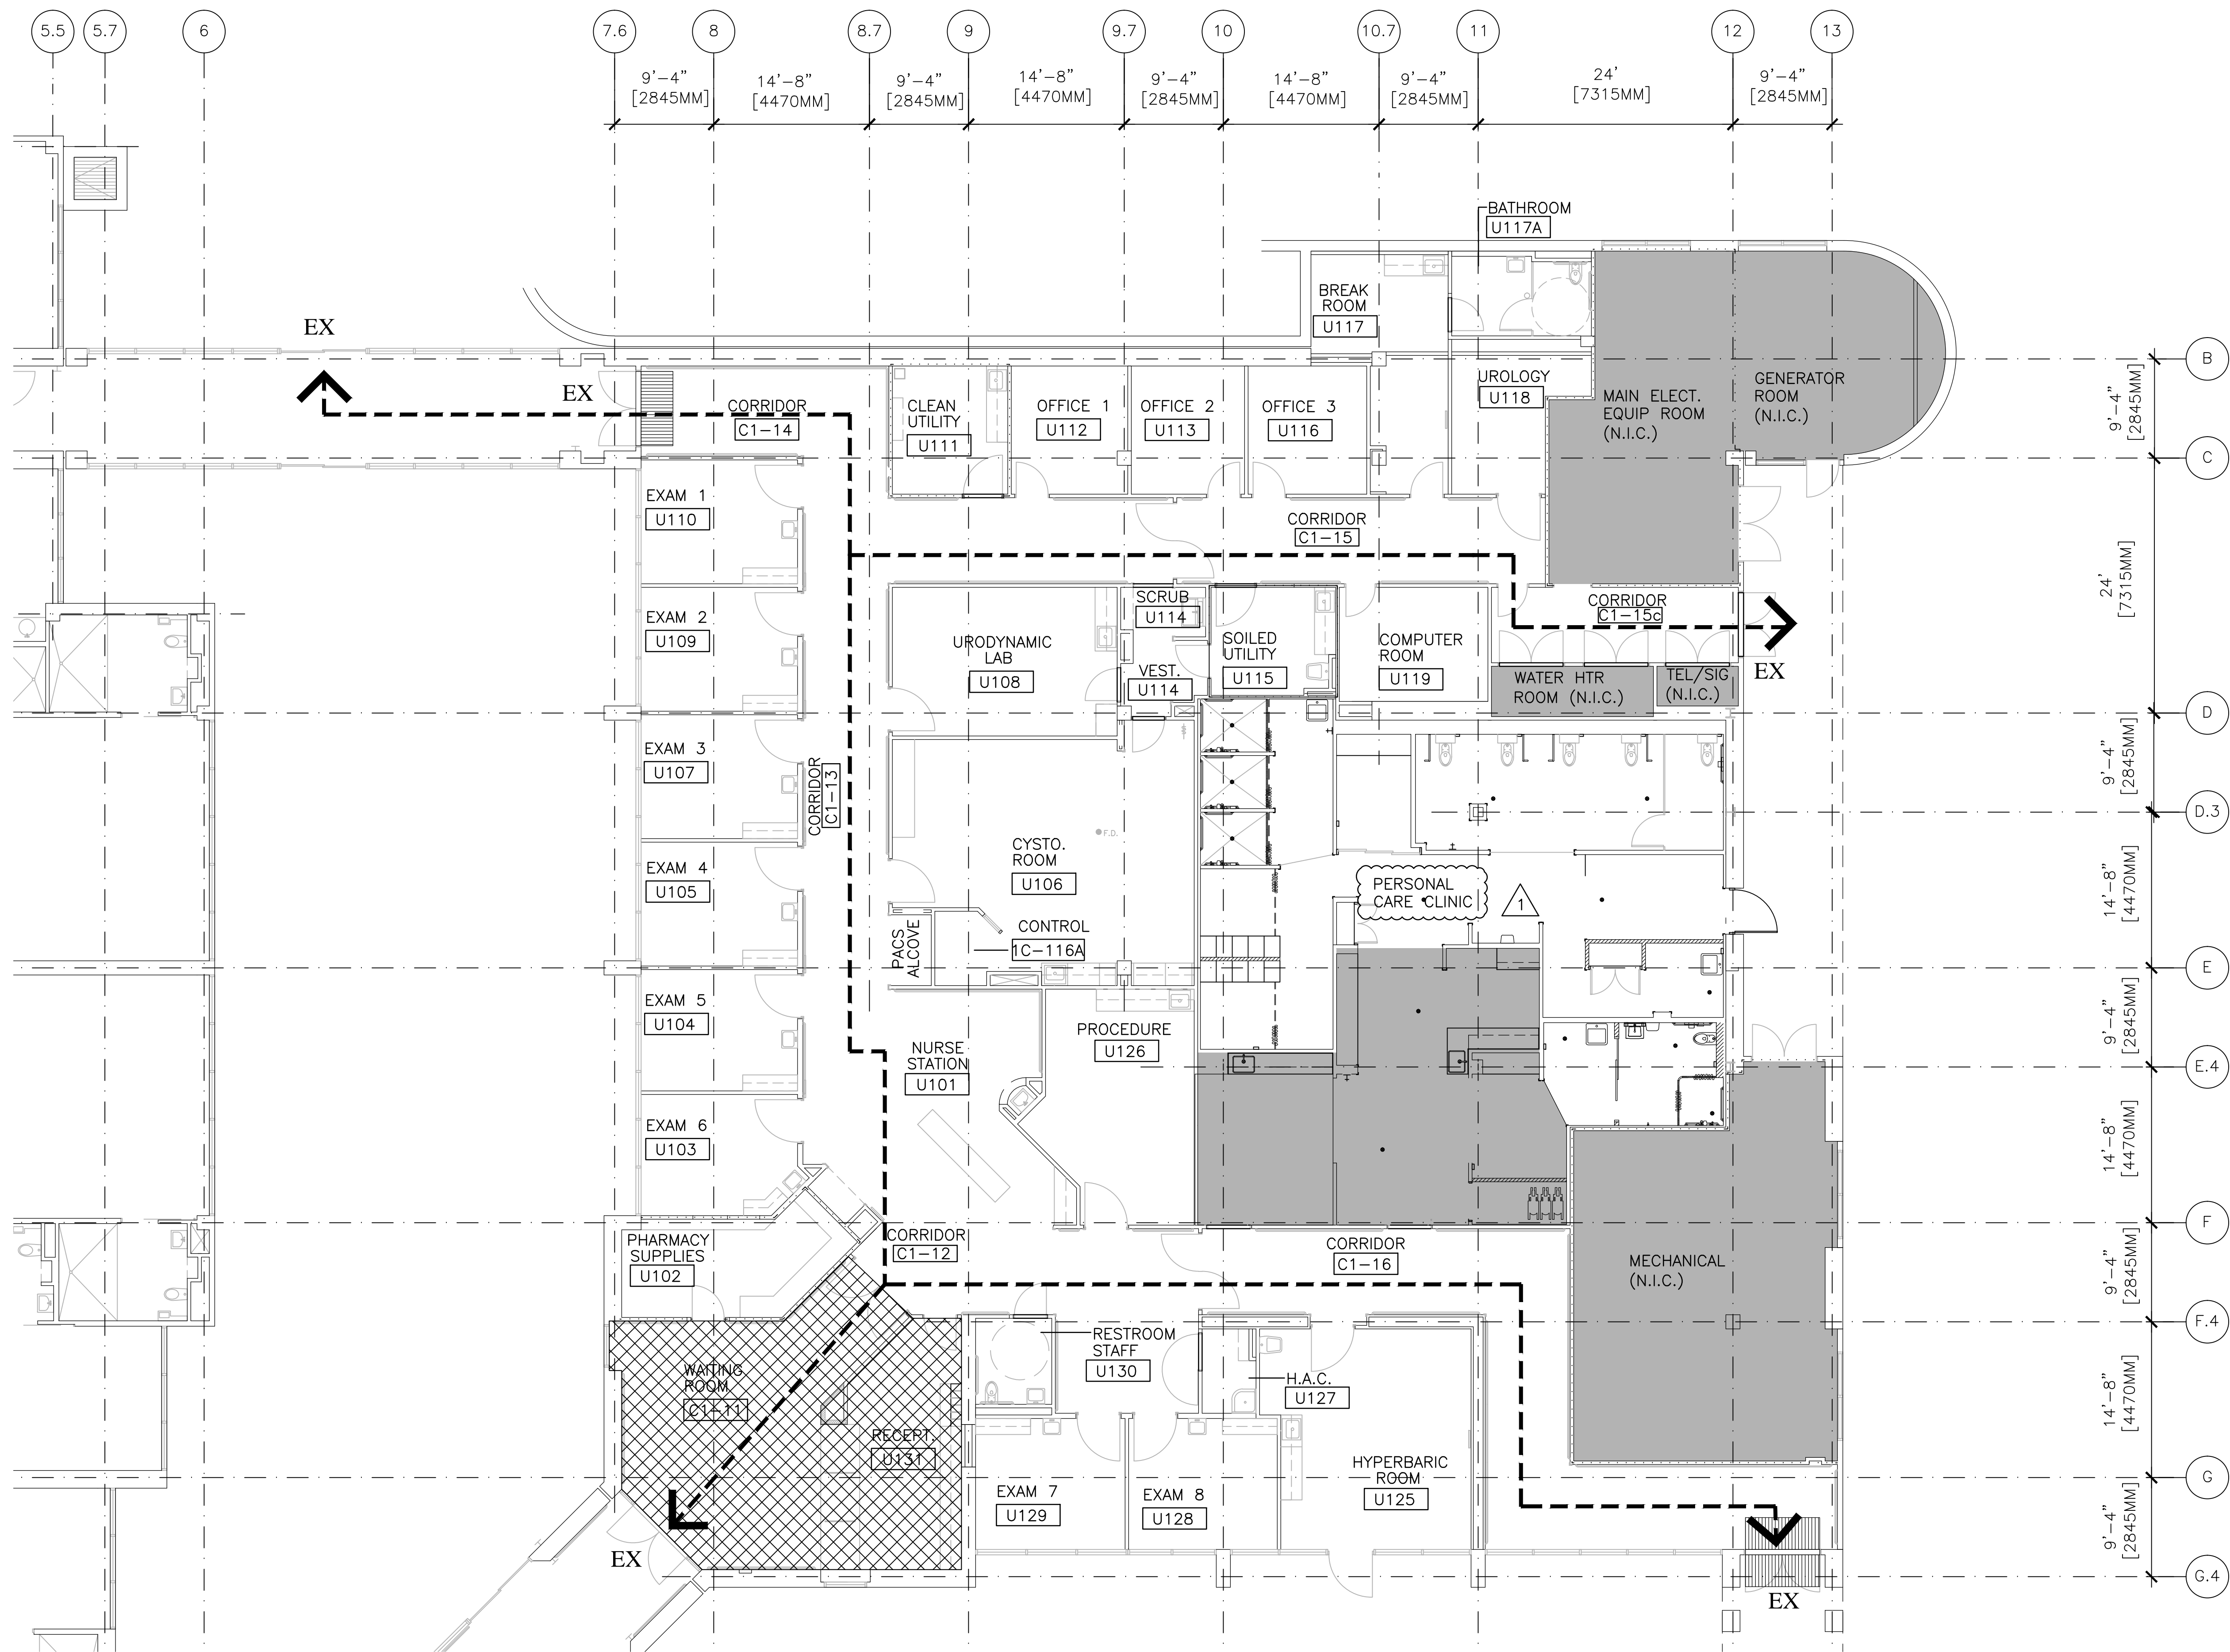 5.5
5.7
6
7.6
8
8.7
9
9.7
10
10.7
11
12
13
9'-4"
[2845MM]
14'-8"
[4470MM]
9'-4"
[2845MM]
14'-8"
[4470MM]
9'-4"
[2845MM]
14'-8"
[4470MM]
9'-4"
[2845MM]
24'
[7315MM]
9'-4"
[2845MM]
BATHROOM
U117A
BREAK
ROOM
U117
EX
EX
CORRIDOR
C1-14
CLEAN
UTILITY
U111
OFFICE 1
U112
OFFICE 2
U113
OFFICE 3
U116
UROLOGY
U118
MAIN ELECT.
EQUIP ROOM
(N.I.C.)
GENERATOR
ROOM
(N.I.C.)
B
9'-4"
[2845MM]
C
EXAM 1
U110
CORRIDOR
C1-15
24'
[7315MM]
EXAM 2
U109
URODYNAMIC
LAB
U108
SCRUB
U114
VEST.
U114
SOILED
UTILITY
U115
COMPUTER
ROOM
U119
CORRIDOR
C1-15c
EX
WATER HTR
ROOM (N.I.C.)
TEL/SIG
(N.I.C.)
D
EXAM 3
U107
CORRIDOR
C1-13
9'-4"
[2845MM]
D.3
F.D.
CYSTO.
ROOM
U106
EXAM 4
U105
PERSONAL
CARE CLINIC
1
14'-8"
[4470MM]
PACS
ALCOVE
CONTROL
1C-116A
E
EXAM 5
U104
NURSE
STATION
U101
PROCEDURE
U126
9'-4"
[2845MM]
E.4
EXAM 6
U103
14'-8"
[4470MM]
F
PHARMACY
SUPPLIES
U102
CORRIDOR
C1-12
CORRIDOR
C1-16
MECHANICAL
(N.I.C.)
9'-4"
[2845MM]
F.4
WAITING
ROOM
C1-11
RESTROOM
STAFF
U130
H.A.C.
U127
14'-8"
[4470MM]
RECEPT.
U131
HYPERBARIC
ROOM
U125
G
EXAM 7
U129
EXAM 8
U128
9'-4"
[2845MM]
EX
G.4
EX